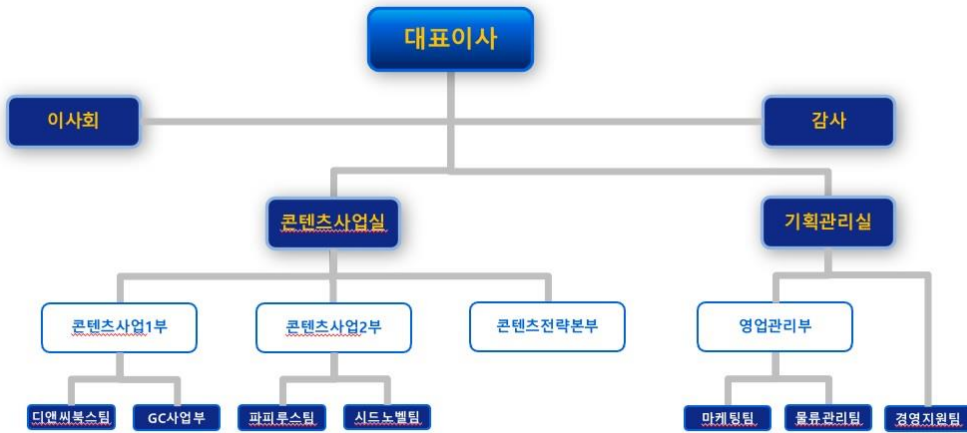 대표이사
이사회
감사
콘텐츠사업실
기획관리실
콘텐츠사업1부
콘텐츠사업2부
콘텐츠전략본부
영업관리부
디앤씨북스팀
GC사업부
파피루스팀
시드노벨팀
마케팅팀
물류관리팀
경영지원팀